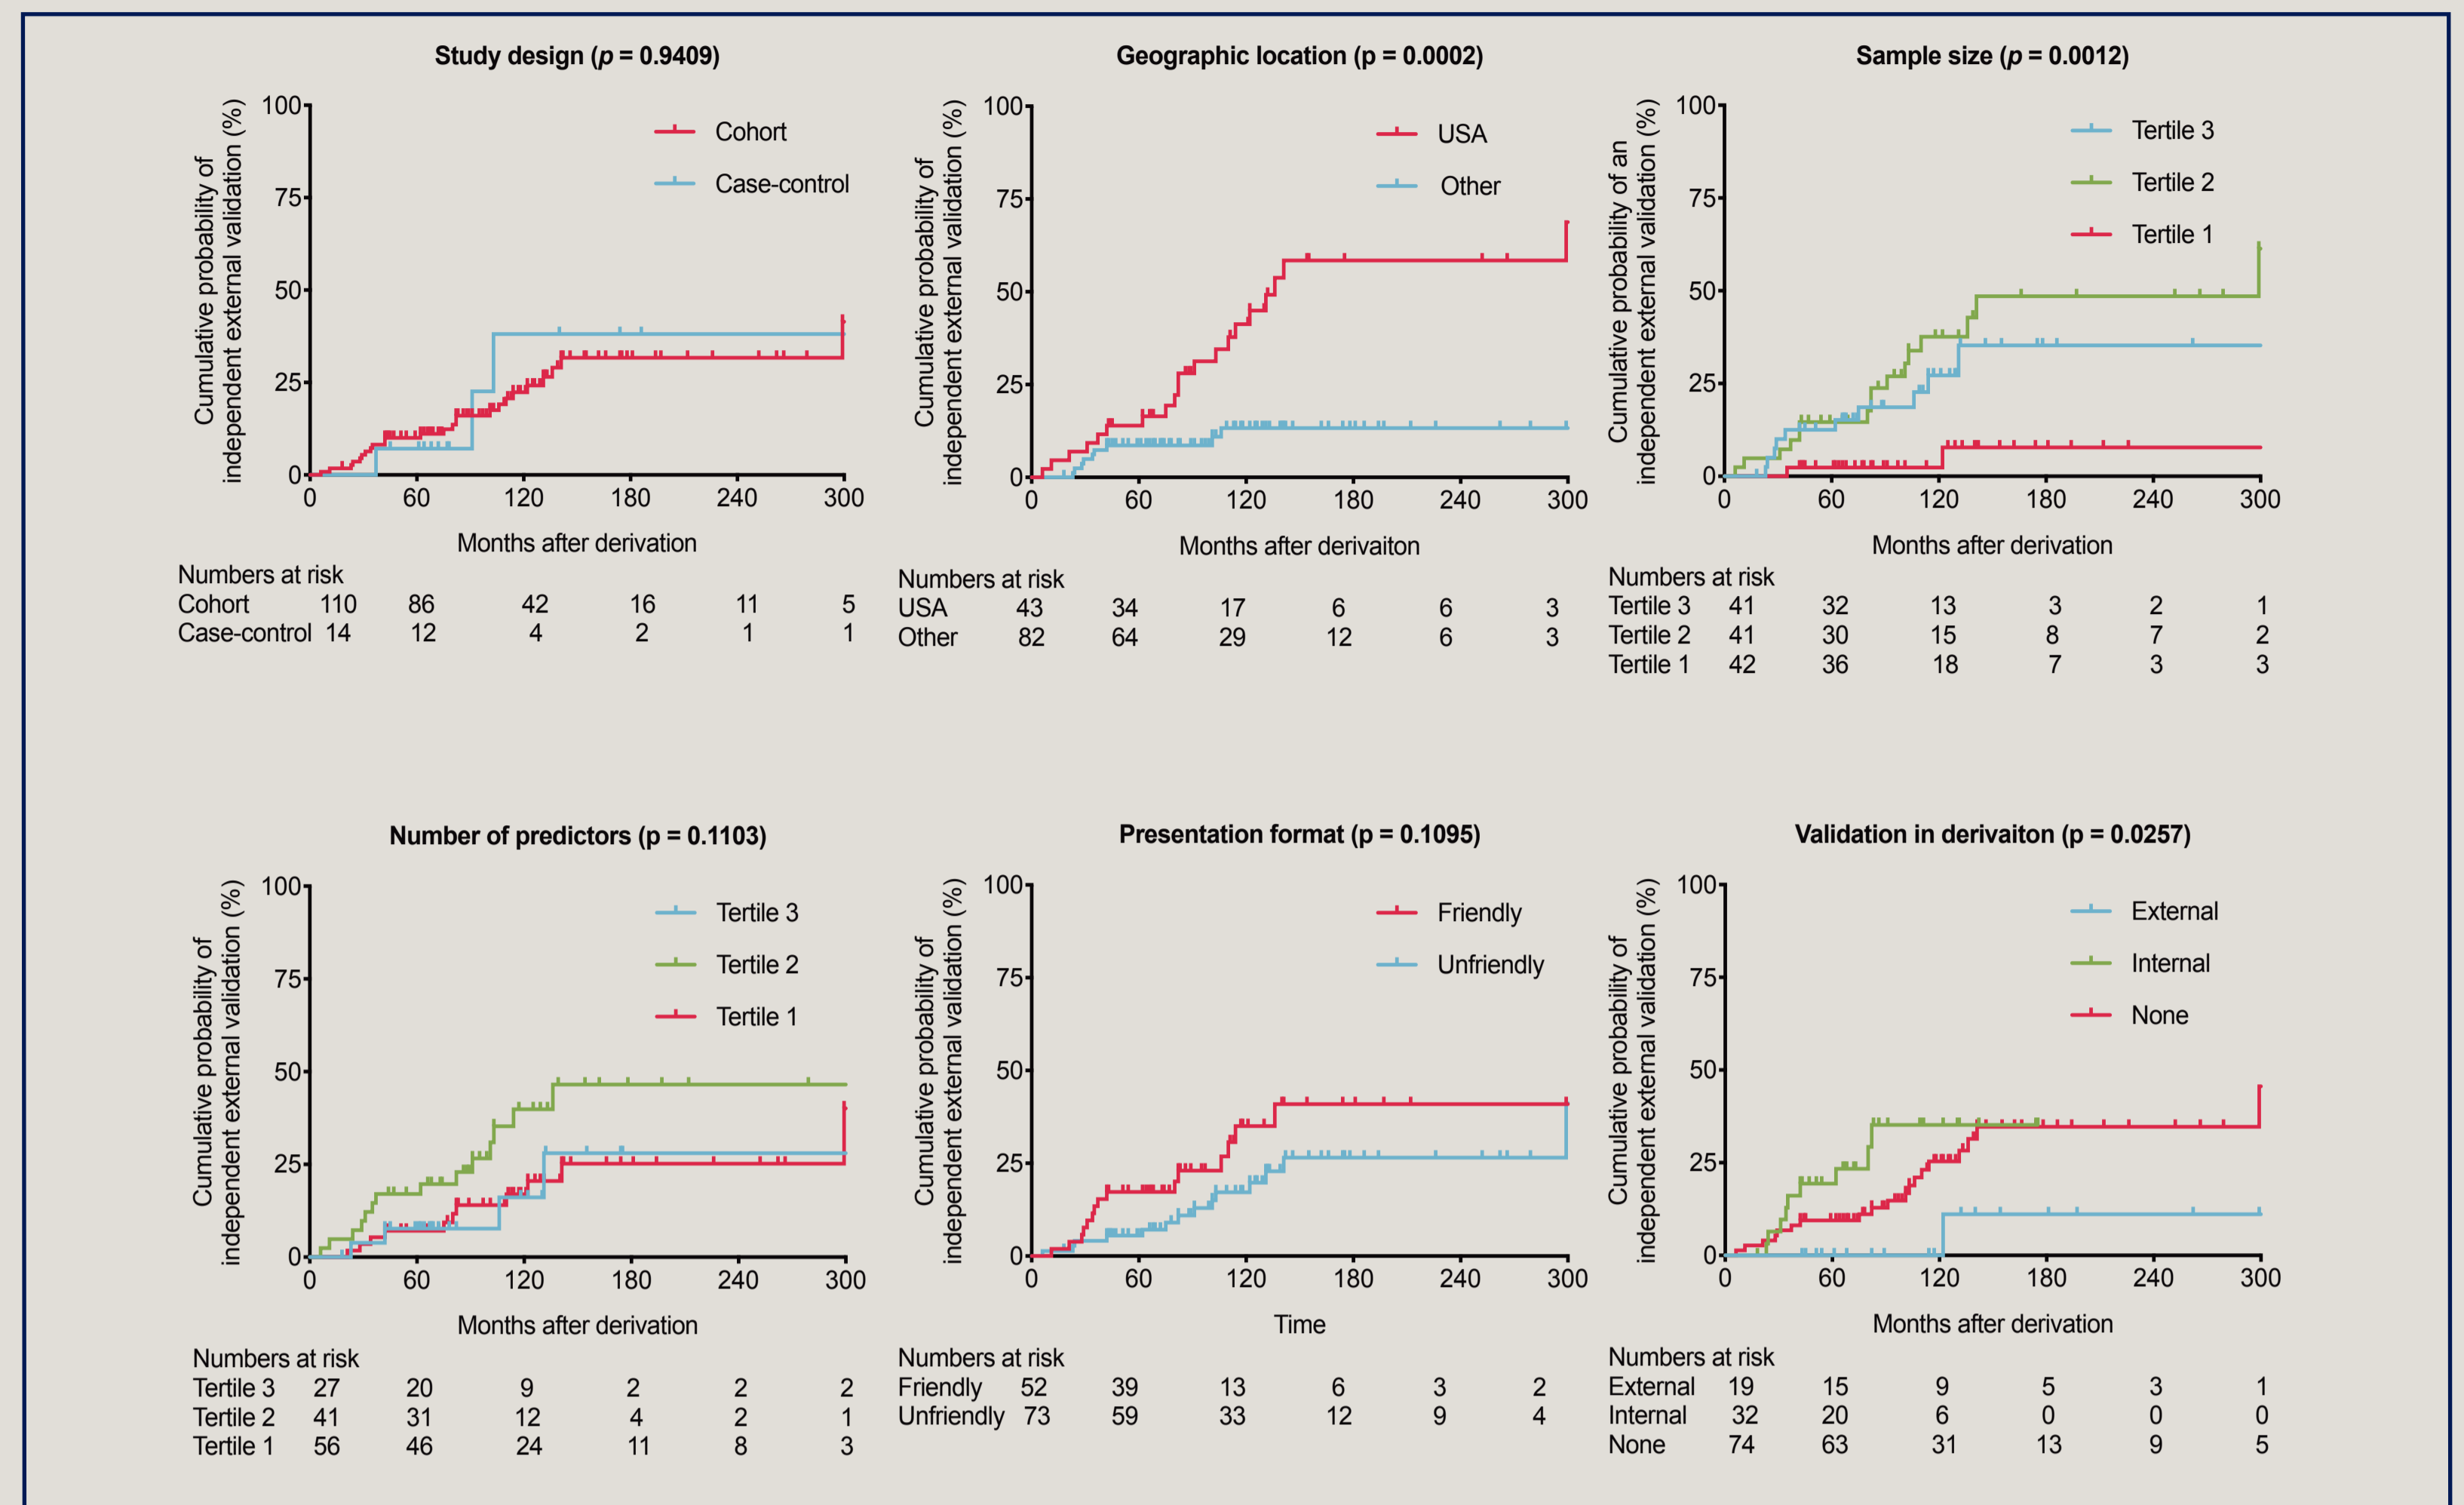 Study design (p = 0.9409)
Cumulative probability of
independent external validation (%)
100
75
50
25
0
0 60 120 180 240 300
Cohort
Case-control
Months after derivation
Numbers at risk
Cohort 110 86 42 16 11 5
Case-control 14 12 4 2 1 1
Geographic location (p = 0.0002)
Cumulative probability of
independent external validation (%)
100
75
50
25
0
0 60 120 180 240 300
USA
Other
Months after derivaiton
Numbers at risk
USA 43 34 17 6 6 3
Other 82 64 29 12 6 3
Sample size (p = 0.0012)
Cumulative probability of an
independent external validation (%)
100
75
50
25
0
0 60 120 180 240 300
Tertile 3
Tertile 2
Tertile 1
Months after derivation
Numbers at risk
Tertile 3 41 32 13 3 2 1
Tertile 2 41 30 15 8 7 2
Tertile 1 42 36 18 7 3 3
Number of predictors (p = 0.1103)
Cumulative probability of
independent external validation (%)
100
75
50
25
0
0 60 120 180 240 300
Tertile 3
Tertile 2
Tertile 1
Months after derivation
Numbers at risk
Tertile 3 27 20 9 2 2 2
Tertile 2 41 31 12 4 2 1
Tertile 1 56 46 24 11 8 3
Presentation format (p = 0.1095)
Cumulative probability of
independent external validation (%)
100
75
50
25
0
0 60 120 180 240 300
Friendly
Unfriendly
Time
Numbers at risk
Friendly 52 39 13 6 3 2
Unfriendly 73 59 33 12 9 4
Validation in derivaiton (p = 0.0257)
Cumulative probability of
independent external validation (%)
100
75
50
25
0
0 60 120 180 240 300
External
Internal
None
Months after derivation
Numbers at risk
External 19 15 9 5 3 1
Internal 32 20 6 0 0 0
None 74 63 31 13 9 5